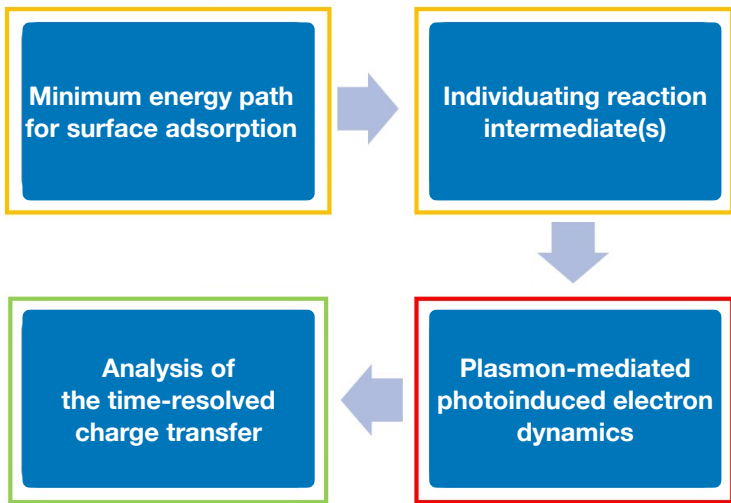 Minimum energy path
for surface adsorption
Individuating reaction
intermediate(s)
Plasmon-mediated
photoinduced electron
dynamics
Analysis of
the time-resolved
charge transfer